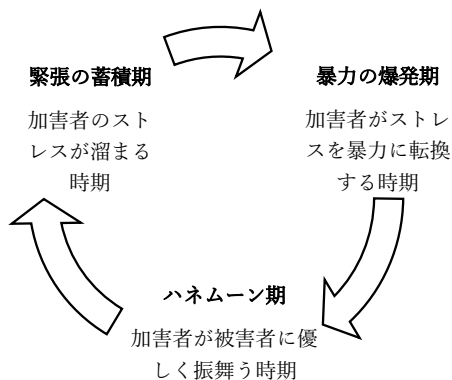 緊張の蓄積期
加害者のスト
レスが溜まる
時期
暴力の爆発期
加害者がストレ
スを暴力に転換
する時期
ハネムーン期
加害者が被害者に優
しく振舞う時期